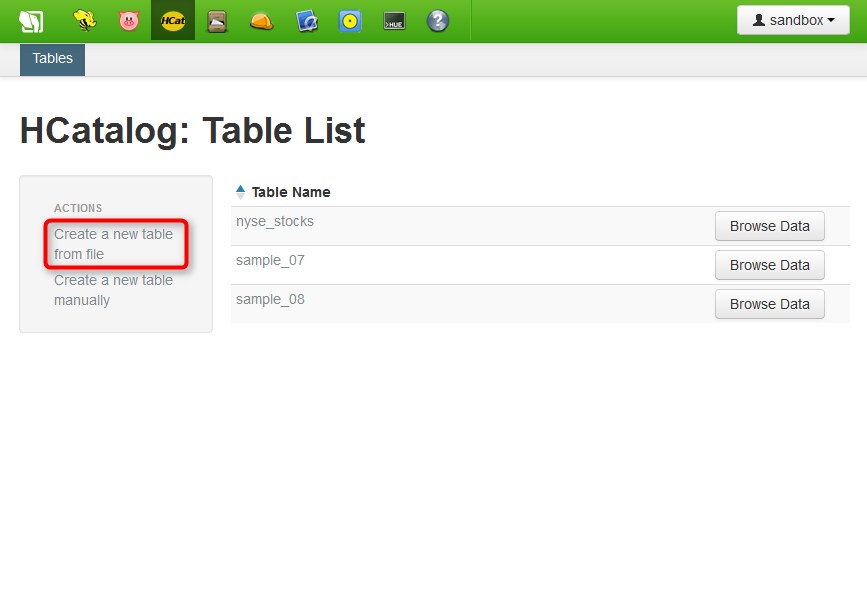 HCat
>HUE
?
sandbox
Tables
HCatalog: Table List
ACTIONS
Create a new table
from file
Create a new table
manually
Table Name
nyse_stocks
Browse Data
sample_07
Browse Data
sample_08
Browse Data